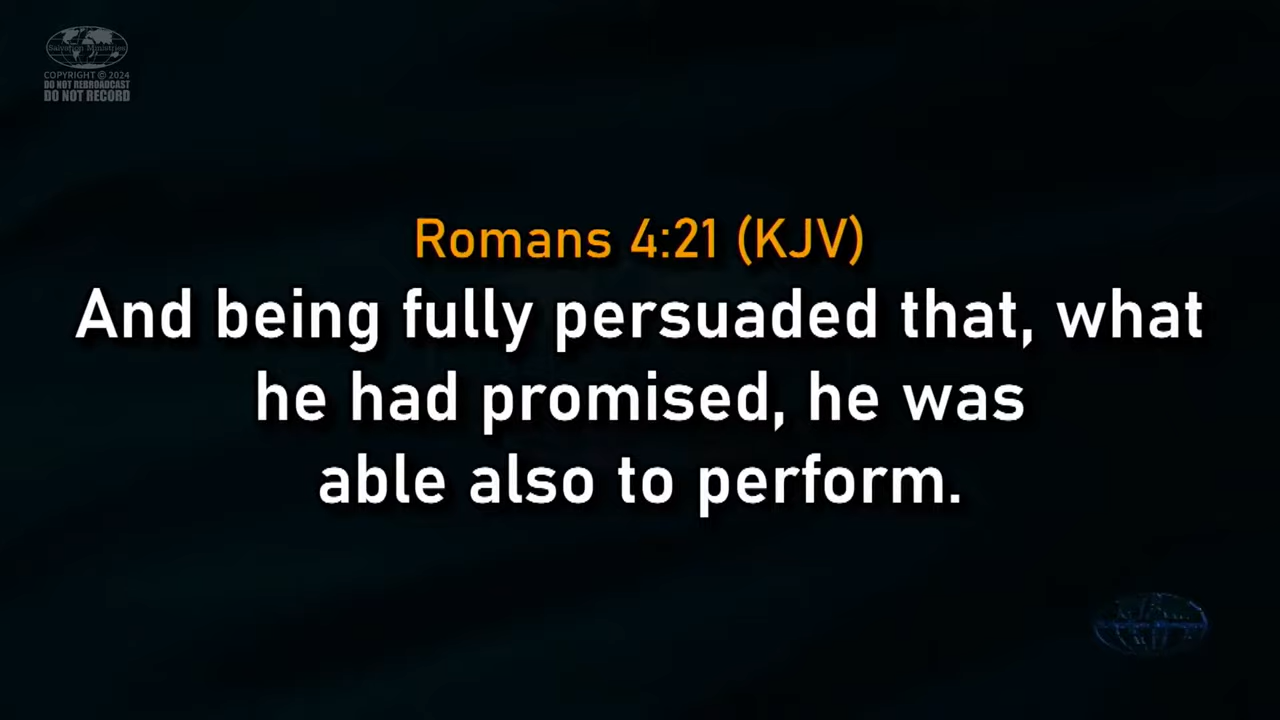 Salvation Ministries
COPYRIGHT © 2024
DO NOT REBROADCAST
DO NOT RECORD
Romans 4:21 (KJV)
And being fully persuaded that, what
he had promised, he was
able also to perform.